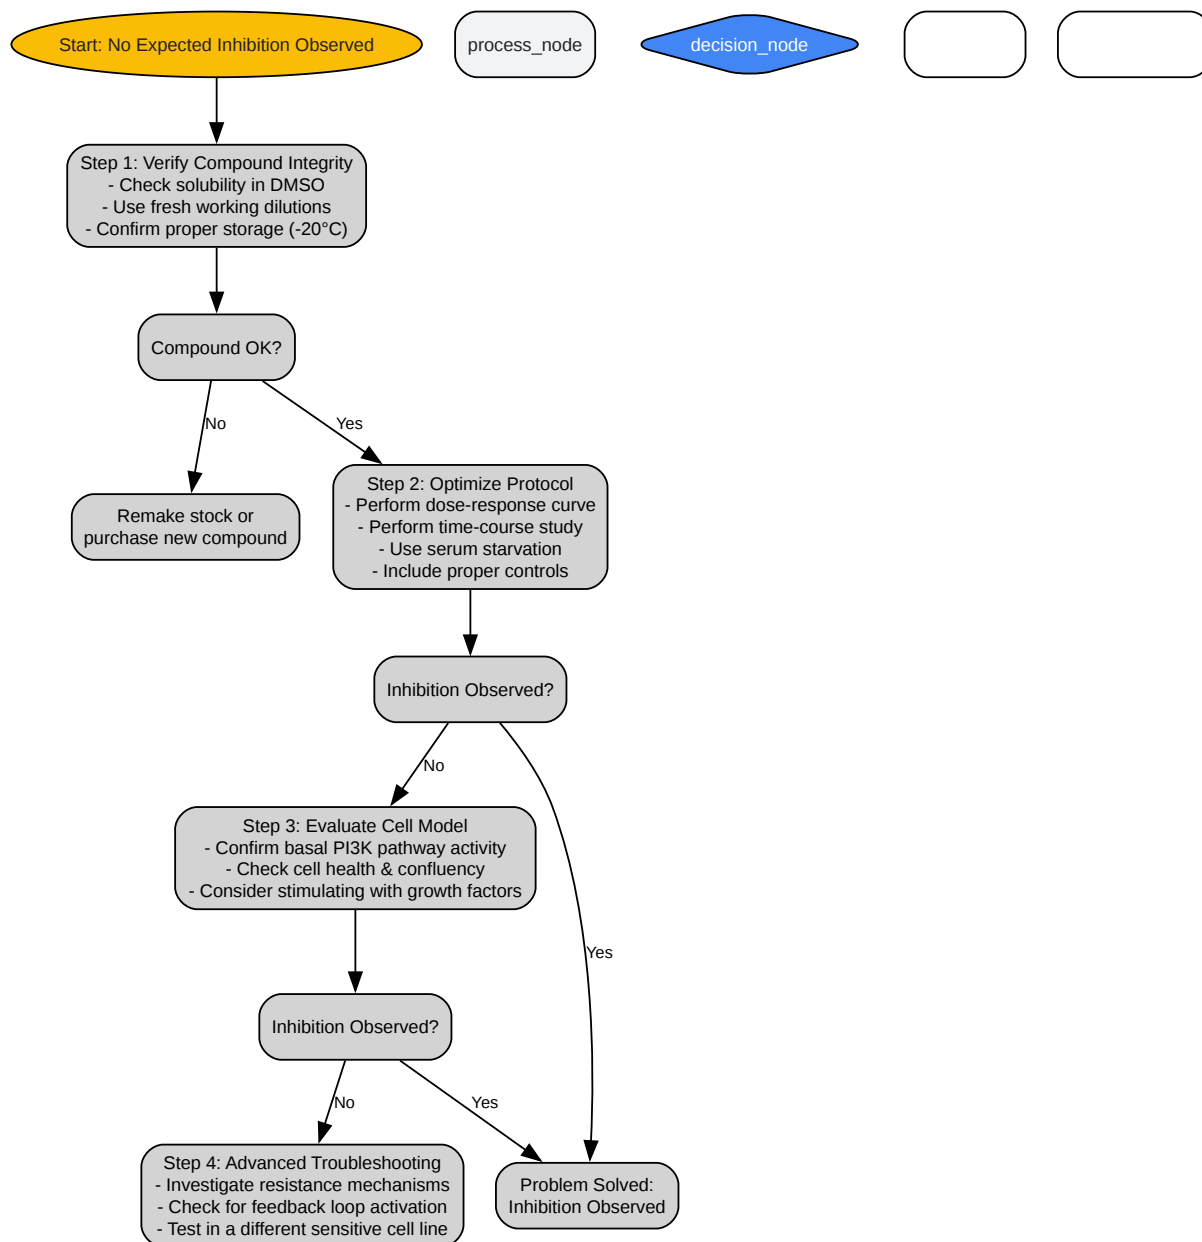 Start: No Expected Inhibition Observed
process_node
decision_node
Step 1: Verify Compound Integrity
- Check solubility in DMSO
- Use fresh working dilutions
- Confirm proper storage (-20°C)
Compound OK?
No
Yes
Remake stock or
purchase new compound
Step 2: Optimize Protocol
- Perform dose-response curve
- Perform time-course study
- Use serum starvation
- Include proper controls
Inhibition Observed?
No
Yes
Step 3: Evaluate Cell Model
- Confirm basal PI3K pathway activity
- Check cell health & confluency
- Consider stimulating with growth factors
Inhibition Observed?
No
Yes
Step 4: Advanced Troubleshooting
- Investigate resistance mechanisms
- Check for feedback loop activation
- Test in a different sensitive cell line
Problem Solved:
Inhibition Observed